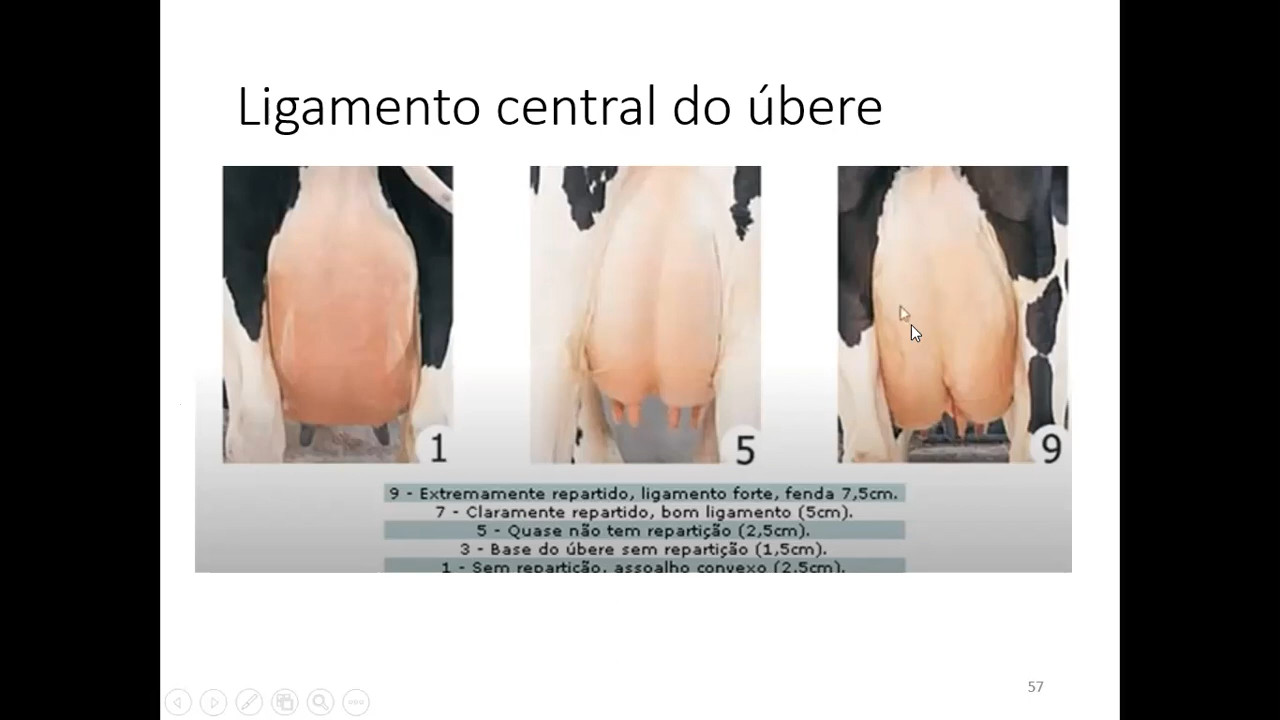 Ligamento central do úbere
1
5
9
9 - Extremamente repartido, ligamento forte, fenda 7,5cm.
7 - Claramente repartido, bom ligamento (5cm).
5 - Quase não tem repartição (2,5cm).
3 - Base do úbere sem repartição (1,5cm).
1 - Sem repartição, assoalho convexo (2,5cm).
57